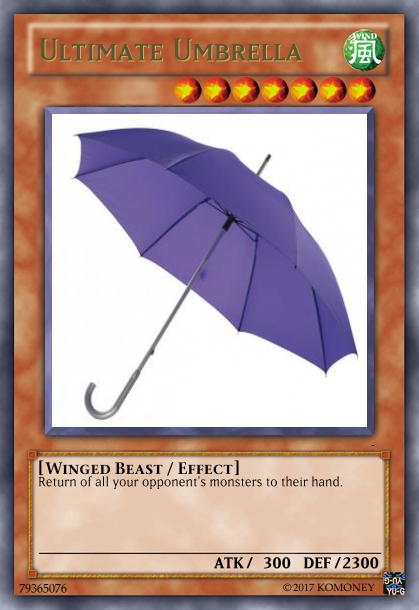 ULTIMATE UMBRELLA
WIND
風
-
[WINGED BEAST / EFFECT]
Return of all your opponent's monsters to their hand.
ATK / 300 DEF / 2300
79365076 ©2017 KOMONEY